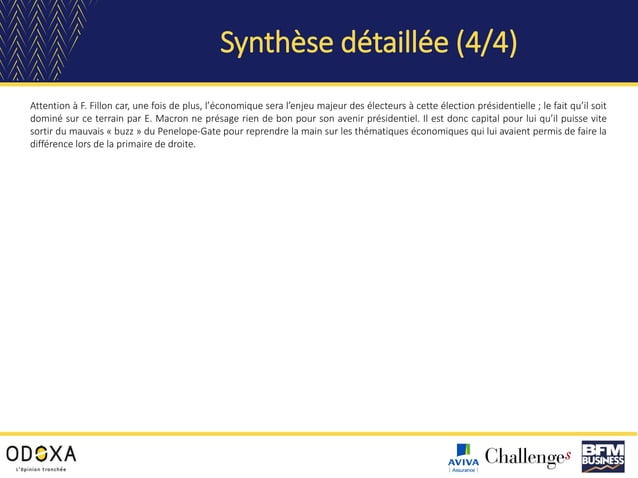 Synthèse détaillée (4/4)
Attention à F. Fillon car, une fois de plus, l'économique sera l'enjeu majeur des électeurs à cette élection présidentielle ; le fait qu'il soit
dominé sur ce terrain par E. Macron ne présage rien de bon pour son avenir présidentiel. Il est donc capital pour lui qu'il puisse vite
sortir du mauvais « buzz » du Penelope-Gate pour reprendre la main sur les thématiques économiques qui lui avaient permis de faire la
différence lors de la primaire de droite.
ODOXA
L'Opinion tranchée
AVIVA
Assurance
Challenges
BFM
BUSINESS